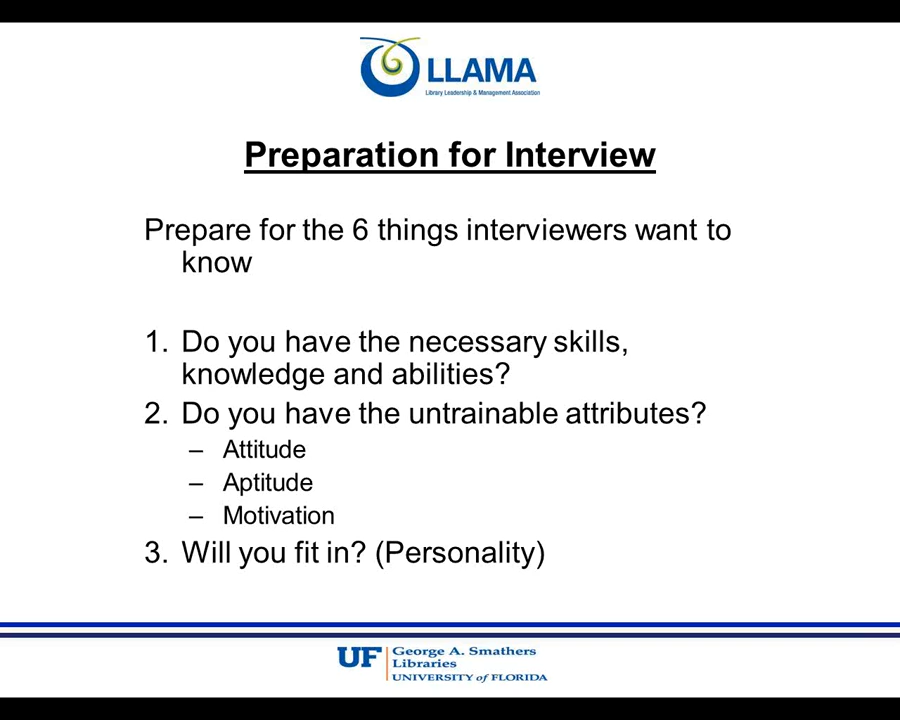 LLAMA
Library Leadership & Management Association
Preparation for Interview
Prepare for the 6 things interviewers want to
know
1. Do you have the necessary skills,
knowledge and abilities?
2. Do you have the untrainable attributes?
– Attitude
– Aptitude
– Motivation
3. Will you fit in? (Personality)
UF George A. Smathers
Libraries
UNIVERSITY of FLORIDA